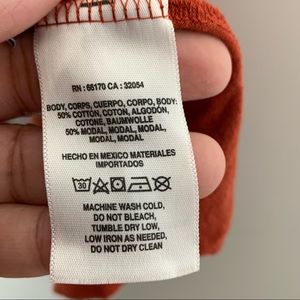 RN : 66170 CA : 32054
BODY, CORPS, CUERPO, CORPO, BODY:
50% COTTON, COTON, ALGODÓN,
COTONE, BAUMWOLLE
50% MODAL, MODAL, MODAL,
MODAL, MODAL
HECHO EN MEXICO MATERIALES
IMPORTADOS
30
MACHINE WASH COLD,
DO NOT BLEACH,
TUMBLE DRY LOW,
LOW IRON AS NEEDED,
DO NOT DRY CLEAN